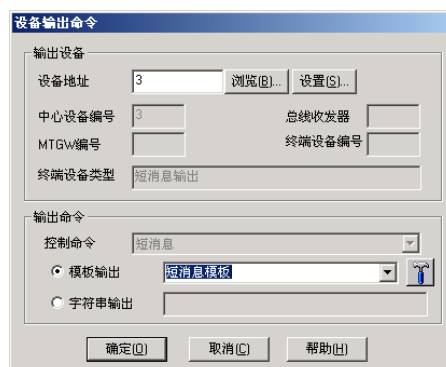 设备输出命令
输出设备
设备地址 3 浏览(B)... 设置(S)...
中心设备编号 3 总线收发器
MTGW编号 终端设备编号
终端设备类型 短消息输出
输出命令
控制命令 短消息
模板输出 短消息模板
字符串输出
确定(O) 取消(C) 帮助(H)